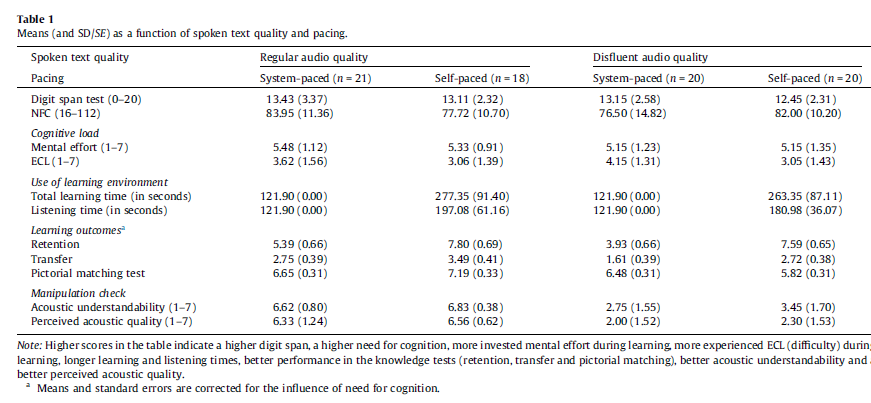 Table 1
Means (and SD/SE) as a function of spoken text quality and pacing.
Spoken text quality Regular audio quality Disfluent audio quality
Pacing System-paced (n = 21) Self-paced (n = 18) System-paced (n = 20) Self-paced (n = 20)
Digit span test (0–20) 13.43 (3.37) 13.11 (2.32) 13.15 (2.58) 12.45 (2.31)
NFC (16–112) 83.95 (11.36) 77.72 (10.70) 76.50 (14.82) 82.00 (10.20)
Cognitive load
Mental effort (1–7) 5.48 (1.12) 5.33 (0.91) 5.15 (1.23) 5.15 (1.35)
ECL (1–7) 3.62 (1.56) 3.06 (1.39) 4.15 (1.31) 3.05 (1.43)
Use of learning environment
Total learning time (in seconds) 121.90 (0.00) 277.35 (91.40) 121.90 (0.00) 263.35 (87.11)
Listening time (in seconds) 121.90 (0.00) 197.08 (61.16) 121.90 (0.00) 180.98 (36.07)
Learning outcomesa
Retention 5.39 (0.66) 7.80 (0.69) 3.93 (0.66) 7.59 (0.65)
Transfer 2.75 (0.39) 3.49 (0.41) 1.61 (0.39) 2.72 (0.38)
Pictorial matching test 6.65 (0.31) 7.19 (0.33) 6.48 (0.31) 5.82 (0.31)
Manipulation check
Acoustic understandability (1–7) 6.62 (0.80) 6.83 (0.38) 2.75 (1.55) 3.45 (1.70)
Perceived acoustic quality (1–7) 6.33 (1.24) 6.56 (0.62) 2.00 (1.52) 2.30 (1.53)
Note: Higher scores in the table indicate a higher digit span, a higher need for cognition, more invested mental effort during learning, more experienced ECL (difficulty)
learning, longer learning and listening times, better performance in the knowledge tests (retention, transfer and pictorial matching), better acoustic understandability and
better perceived acoustic quality.
a Means and standard errors are corrected for the influence of need for cognition.